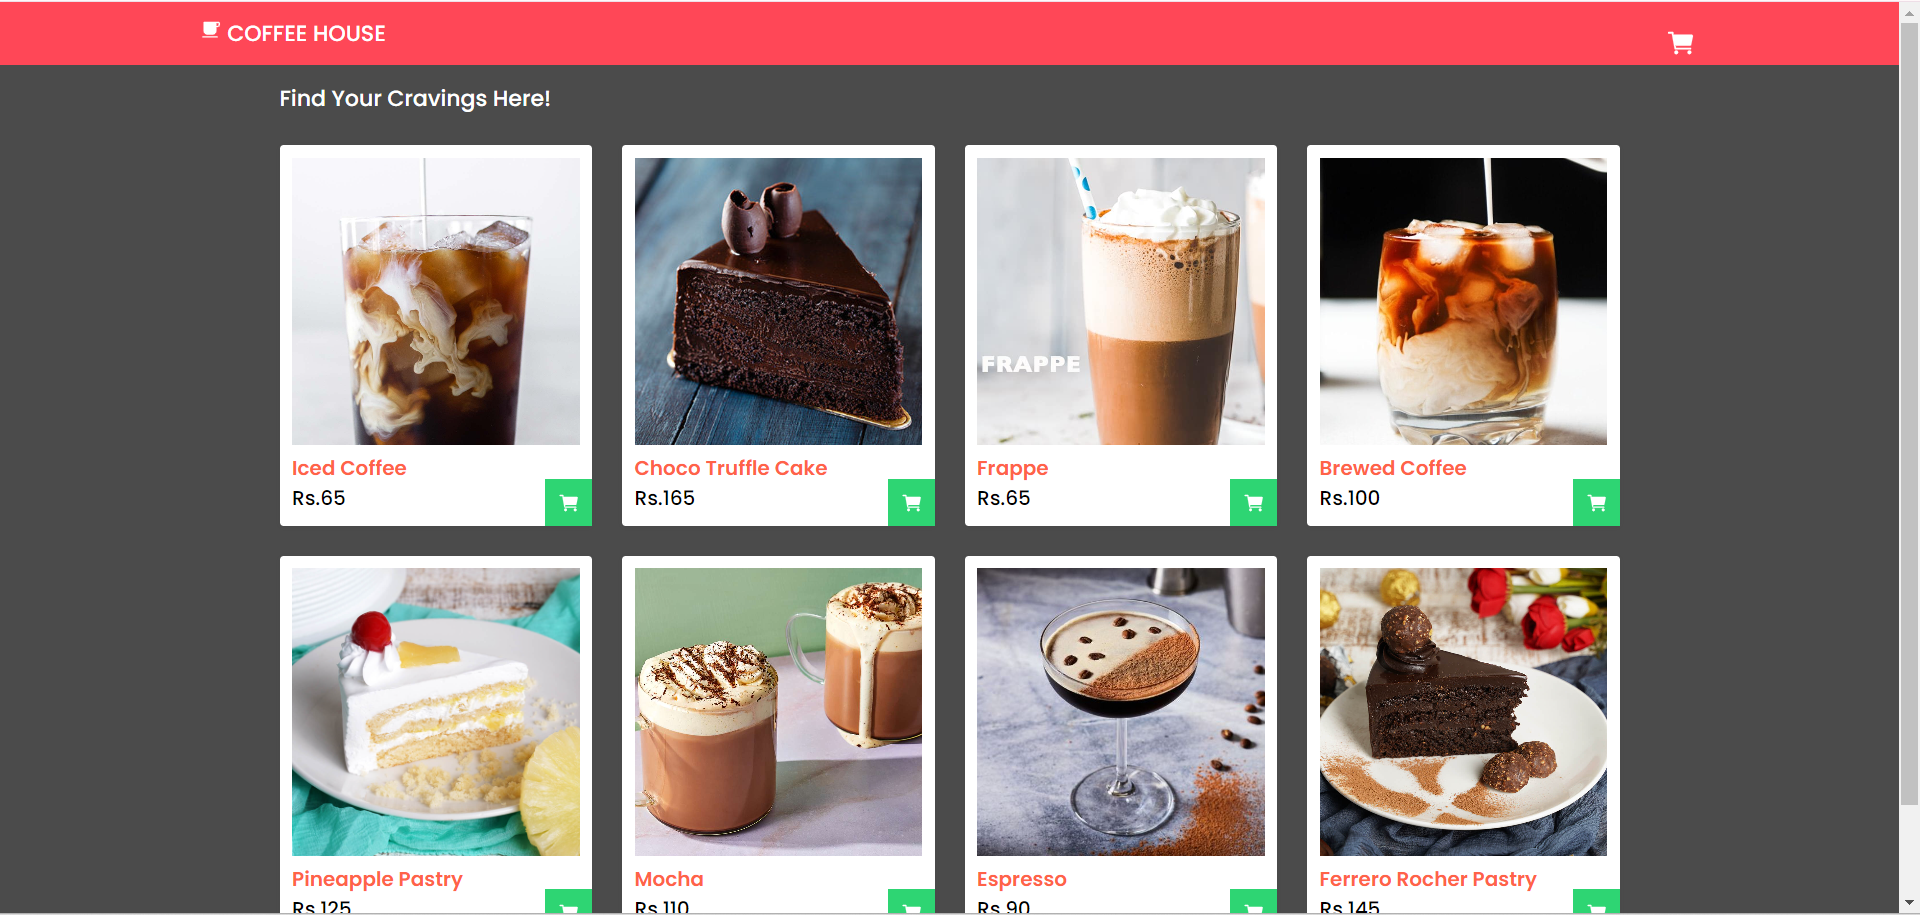 COFFEE HOUSE
Find Your Cravings Here!
Iced Coffee
Rs.65
Choco Truffle Cake
Rs.165
FRAPPE
Frappe
Rs.65
Brewed Coffee
Rs.100
Pineapple Pastry
Rs.125
Mocha
Rs.110
Espresso
Rs.90
Ferrero Rocher Pastry
Rs.145